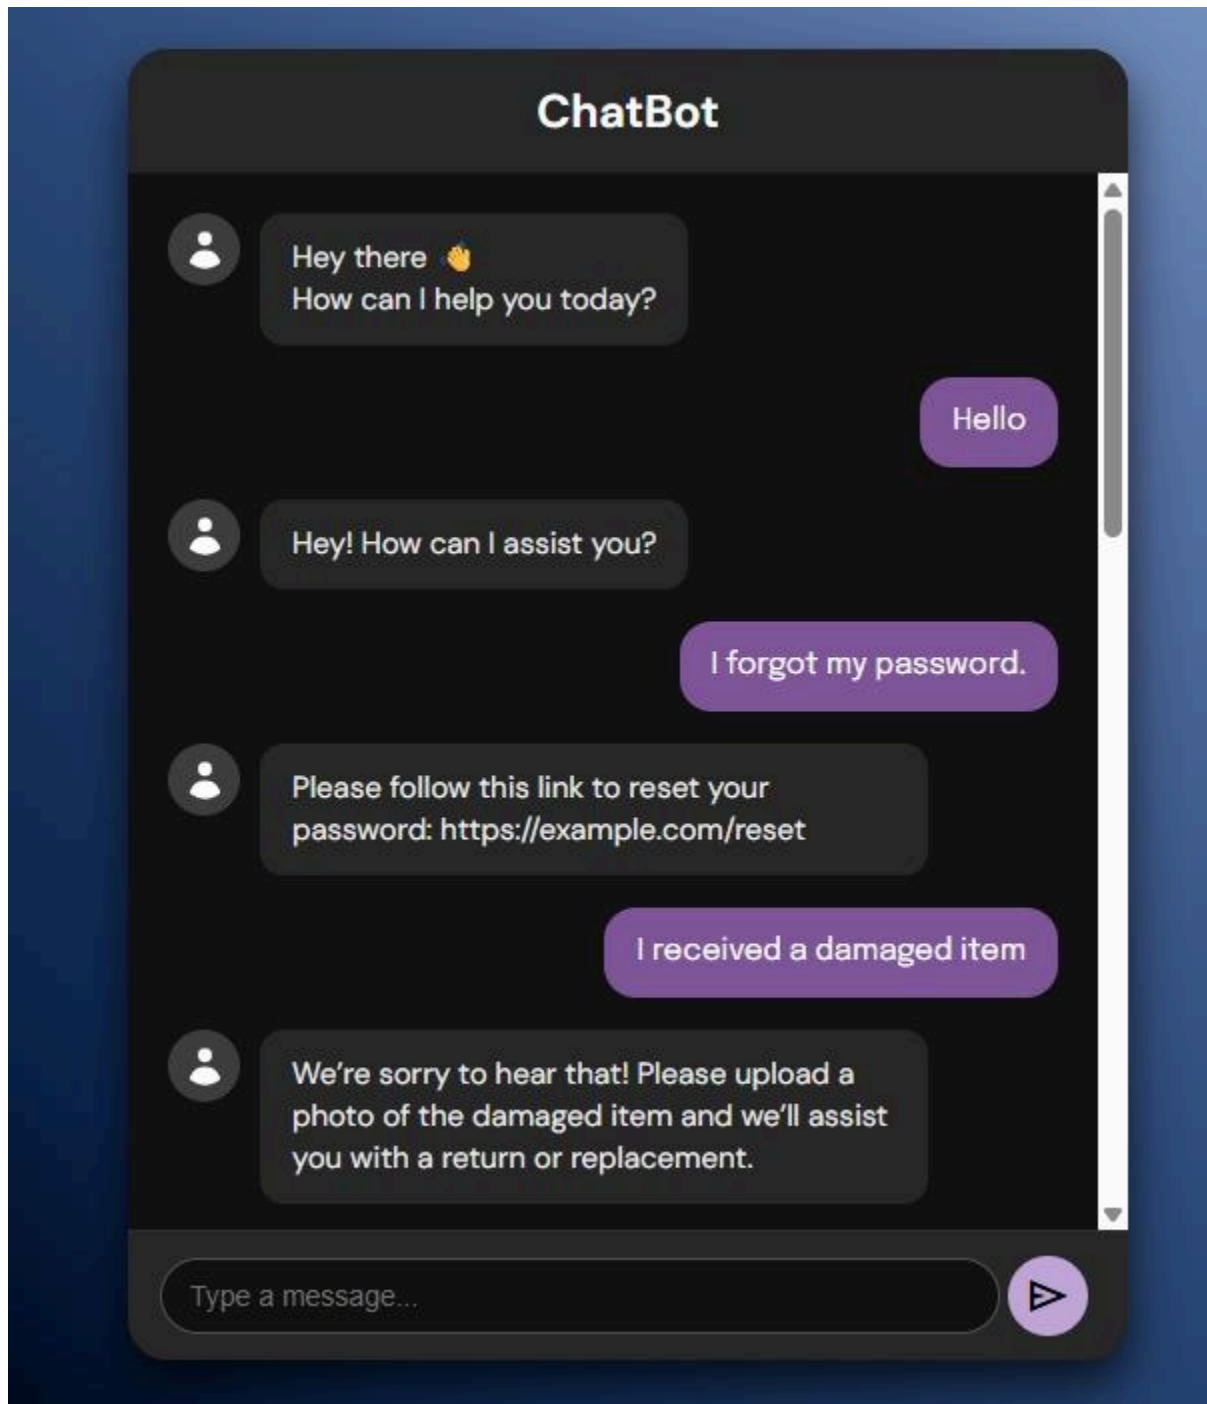 ChatBot
Hey there 👋
How can I help you today?
Hello
Hey! How can I assist you?
I forgot my password.
Please follow this link to reset your
password: https://example.com/reset
I received a damaged item
We’re sorry to hear that! Please upload a
photo of the damaged item and we’ll assist
you with a return or replacement.
Type a message...